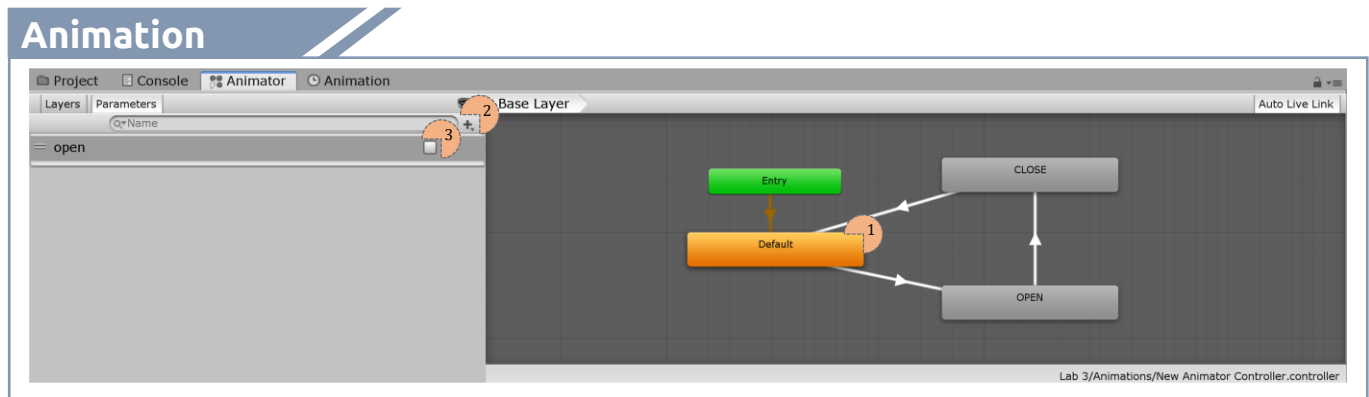 Animation
Project Console Animator Animation
Layers Parameters Base Layer Auto Live Link
2
Name
3
open
CLOSE
Entry
1
Default
OPEN
Lab 3/Animations/New Animator Controller.controller